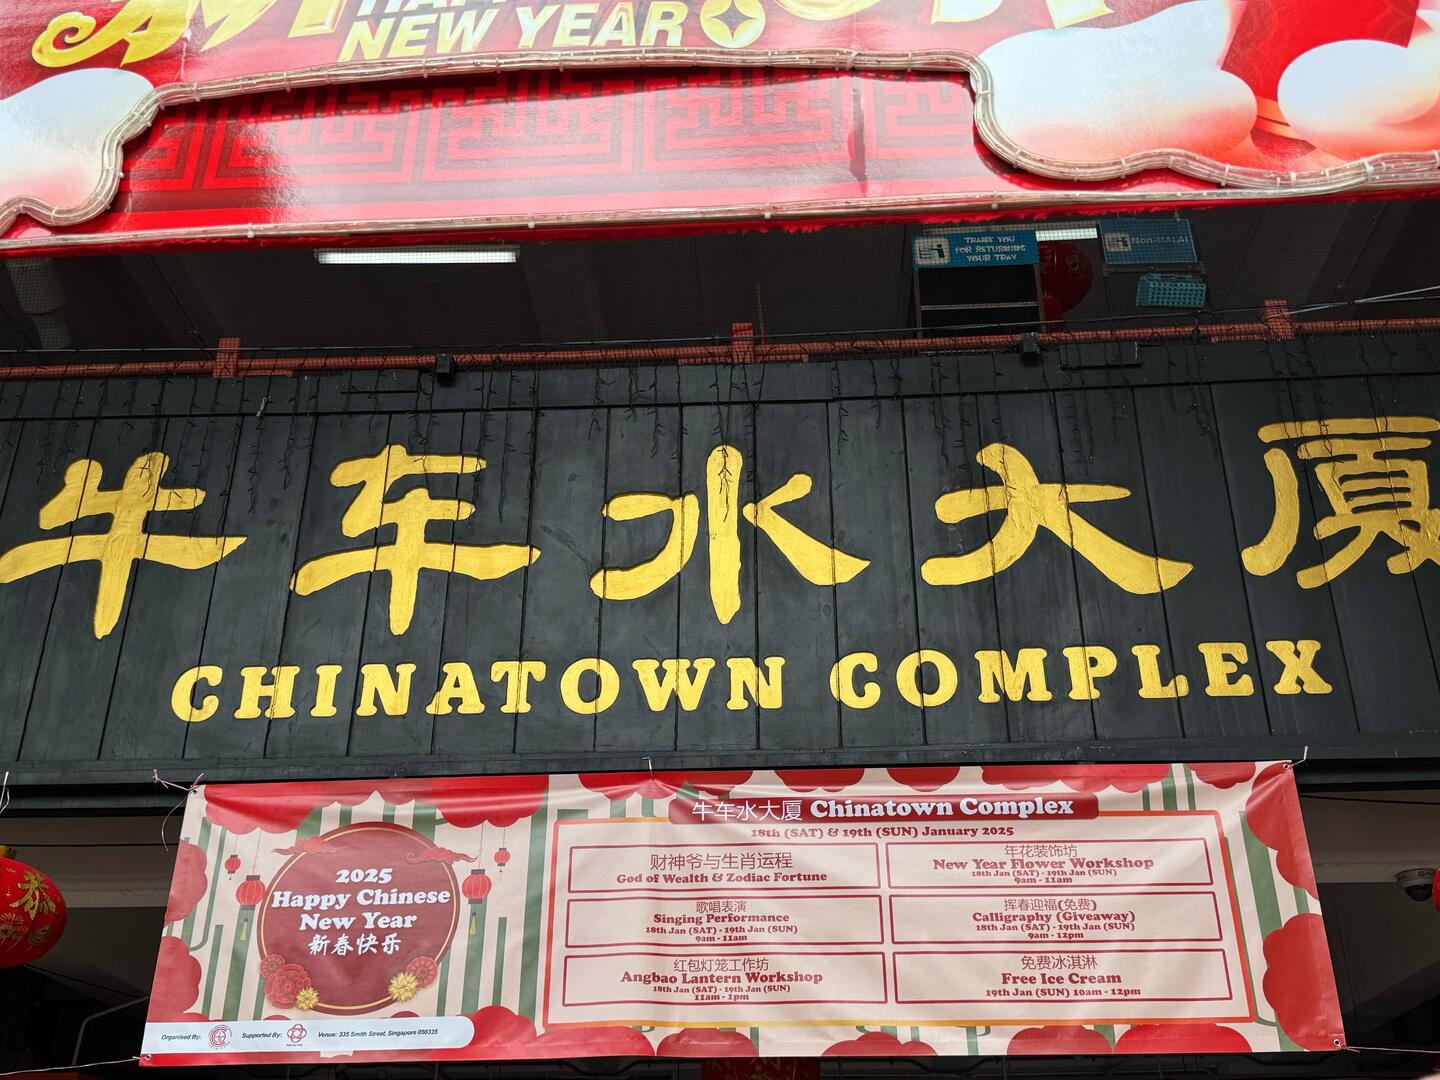 NEW YEAR
THANK YOU
FOR RETURNING
YOUR TRAY
Non-HALAL
牛车水大厦
CHINATOWN COMPLEX
2025
Happy Chinese
New Year
新春快乐
Organised By:
Supported By:
Venue: 335 Smith Street, Singapore 050335
牛车水大厦 Chinatown Complex
18th (SAT) & 19th (SUN) January 2025
财神爷与生肖运程
God of Wealth & Zodiac Fortune
年花装饰坊
New Year Flower Workshop
18th Jan (SAT) - 19th Jan (SUN)
9am - 11am
歌唱表演
Singing Performance
18th Jan (SAT) - 19th Jan (SUN)
9am - 11am
挥春迎福(免费)
Calligraphy (Giveaway)
18th Jan (SAT) - 19th Jan (SUN)
9am - 12pm
红包灯笼工作坊
Angbao Lantern Workshop
18th Jan (SAT) - 19th Jan (SUN)
11am - 1pm
免费冰淇淋
Free Ice Cream
19th Jan (SUN) 10am - 12pm